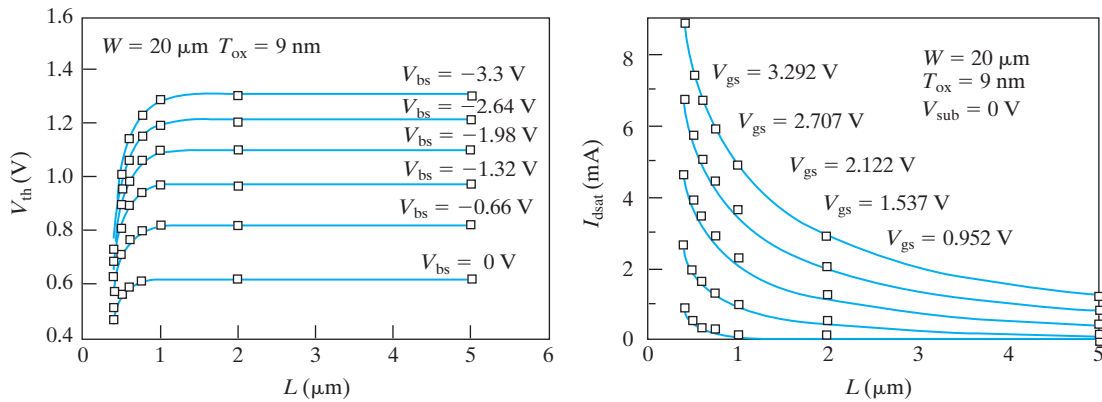 1.6
1.4
1.2
1.0
0.8
0.6
0.4
V_th (V)
W = 20 μm T_ox = 9 nm
V_bs = −3.3 V
V_bs = −2.64 V
V_bs = −1.98 V
V_bs = −1.32 V
V_bs = −0.66 V
V_bs = 0 V
0 1 2 3 4 5 6
L (μm)
8
6
4
2
0
I_dsat (mA)
W = 20 μm
T_ox = 9 nm
V_sub = 0 V
V_gs = 3.292 V
V_gs = 2.707 V
V_gs = 2.122 V
V_gs = 1.537 V
V_gs = 0.952 V
0 1 2 3 4 5
L (μm)